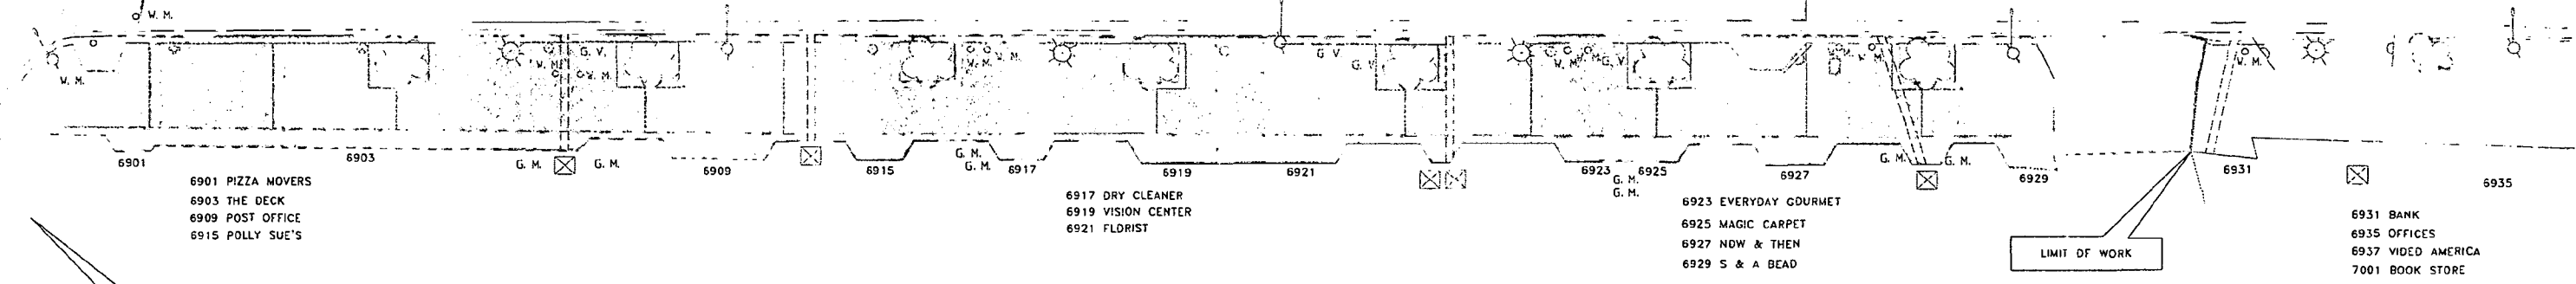 W. M.
W. M.
G. V.
W. M.
W. M.
W. M.
W. M.
G V
G. V.
W. M.
W. M.
G. V.
W. M.
W. M.
6901
6903
G. M.
G. M.
6909
6915
G. M.
G. M.
6917
6919
6921
6923
6925
G. M.
G. M.
6927
G. M.
G. M.
6929
6931
6935
6901 PIZZA MOVERS
6903 THE DECK
6909 POST OFFICE
6915 POLLY SUE'S
6917 DRY CLEANER
6919 VISION CENTER
6921 FLORIST
6923 EVERYDAY GOURMET
6925 MAGIC CARPET
6927 NOW & THEN
6929 S & A BEAD
LIMIT OF WORK
6931 BANK
6935 OFFICES
6937 VIDEO AMERICA
7001 BOOK STORE